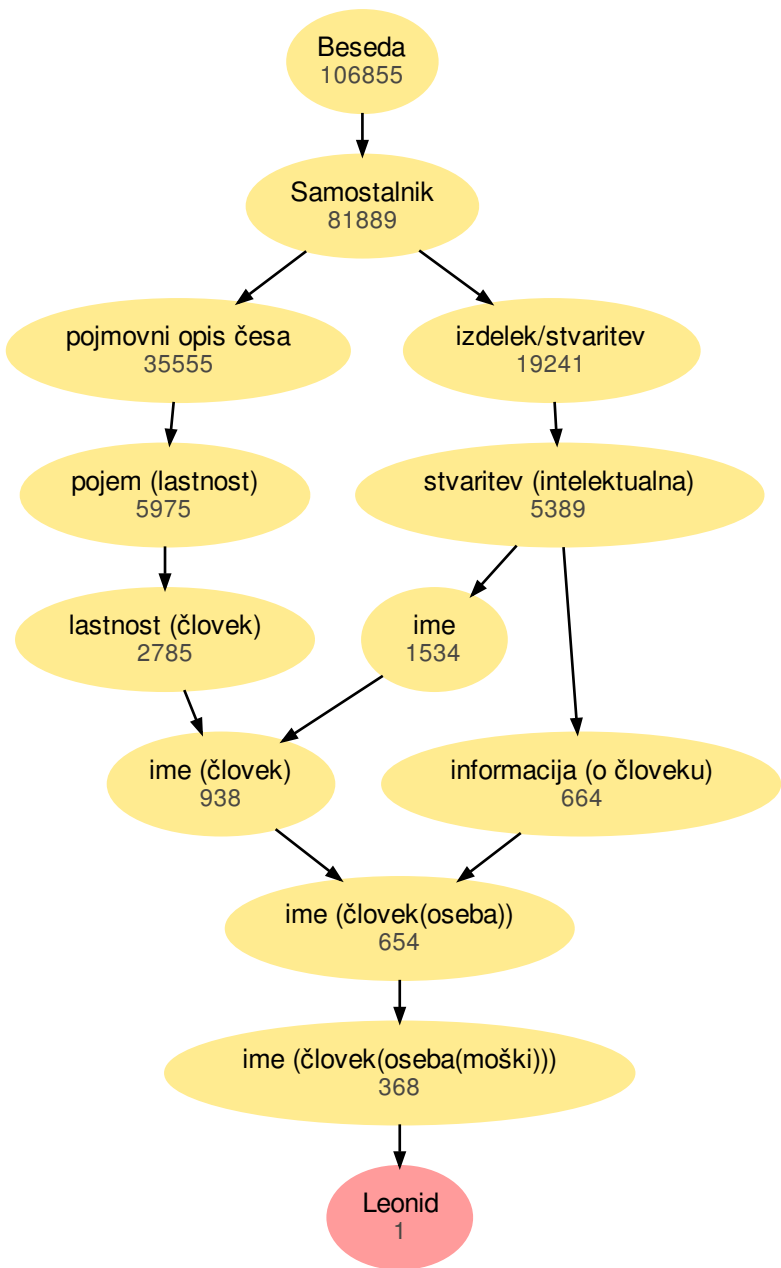 Beseda
106855
Samostalnik
81889
pojmovni opis česa
35555
izdelek/stvaritev
19241
pojem (lastnost)
5975
stvaritev (intelektualna)
5389
lastnost (človek)
2785
ime
1534
ime (človek)
938
informacija (o človeku)
664
ime (človek(oseba))
654
ime (človek(oseba(moški)))
368
Leonid
1